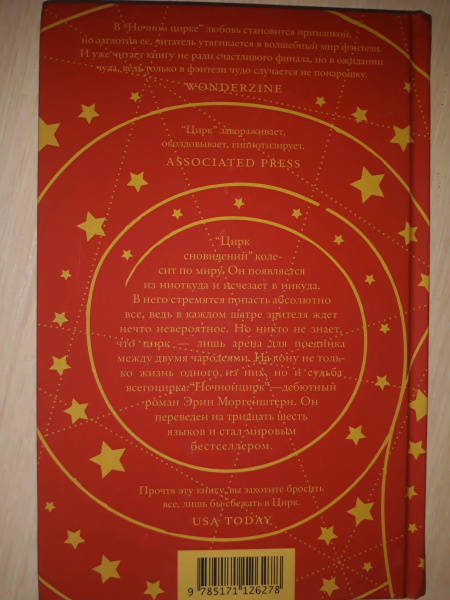 В "Ночном цирке" любовь становится приманкой,
но заглотив ее, читатель утягивается в волшебный мир фэнтези.
И уже читает книгу не ради счастливого финала, но в ожидании
чуда, ведь только в фэнтези чудо случается не понарошку.
WONDERZINE
"Цирк" завораживает,
околдовывает, гипнотизирует.
ASSOCIATED PRESS
"Цирк
сновидений" коле-
сит по миру. Он появляется
из ниоткуда и исчезает в никуда.
В него стремятся попасть абсолютно
все, ведь в каждом шатре зрителя ждет
нечто невероятное. Но никто не знает,
что цирк — лишь арена для поединка
между двумя чародеями. На кону не толь-
ко жизнь одного из них, но и судьба
всего цирка. "Ночной цирк" — дебютный
роман Эрин Моргенштерн. Он
переведен на тридцать шесть
языков и стал мировым
бестселлером.
Прочтя эту книгу, вы захотите бросить
все, лишь бы сбежать в Цирк.
USA TODAY
9 785171 126278